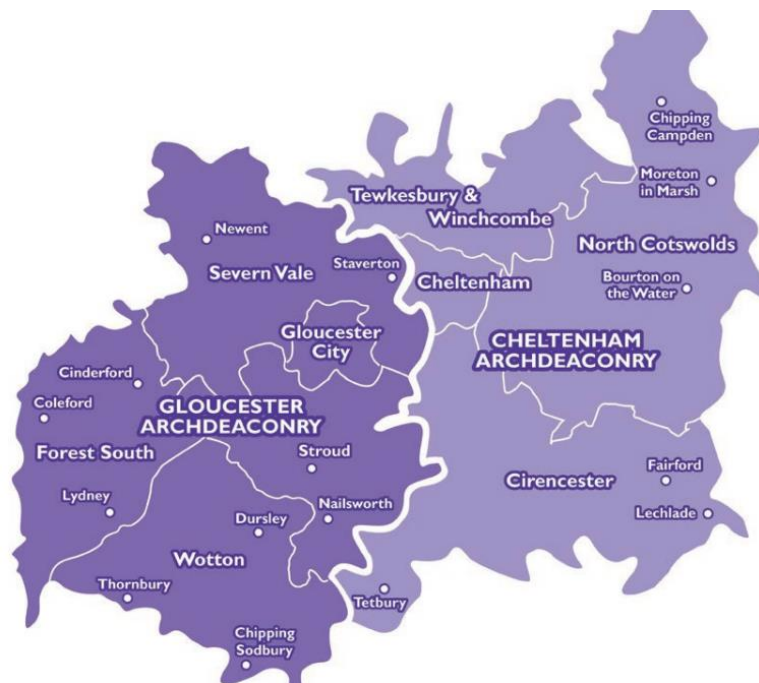 Chipping
Campden
Moreton
in Marsh
Tewkesbury &
Winchcombe
Newent
North Cotswolds
Severn Vale
Staverton
Cheltenham
Bourton on
the Water
Gloucester
City
CHELTENHAM
ARCHDEACONRY
Cinderford
Coleford
GLOUCESTER
ARCHDEACONRY
Forest South
Stroud
Cirencester
Fairford
Lydney
Nailsworth
Lechlade
Dursley
Wotton
Thornbury
Tetbury
Chipping
Sodbury